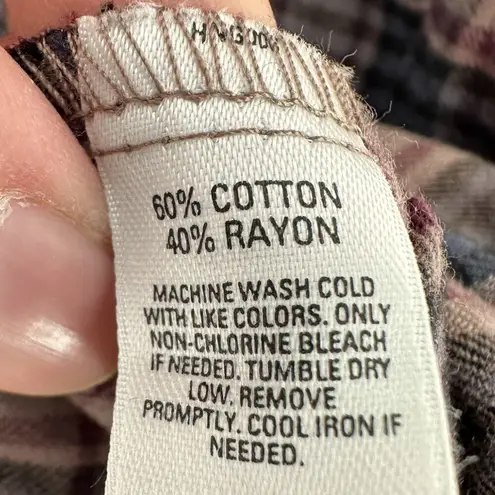 60% COTTON
40% RAYON
MACHINE WASH COLD
WITH LIKE COLORS. ONLY
NON-CHLORINE BLEACH
IF NEEDED. TUMBLE DRY
LOW. REMOVE
PROMPTLY. COOL IRON IF
NEEDED.